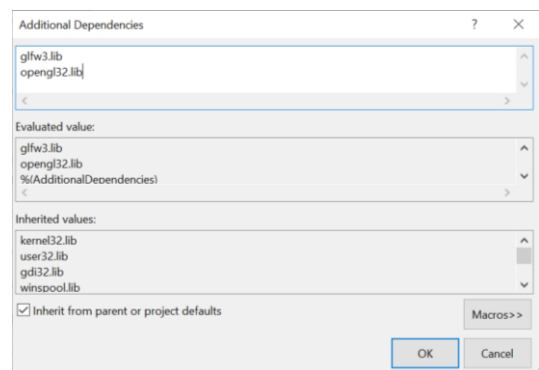 Additional Dependencies ? ×
glfw3.lib
opengl32.lib
Evaluated value:
glfw3.lib
opengl32.lib
%(AdditionalDependencies)
Inherited values:
kernel32.lib
user32.lib
gdi32.lib
winspool.lib
Inherit from parent or project defaults
Macros>>
OK
Cancel